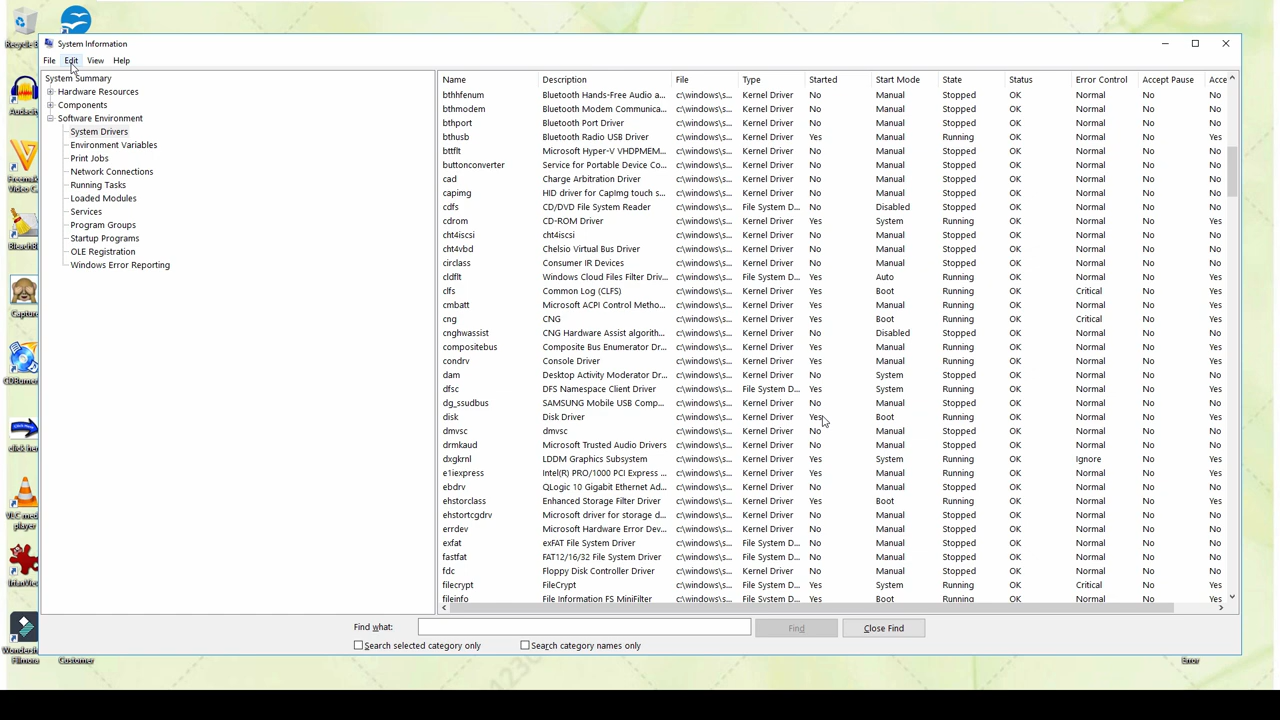 Recycle B
System Information
File Edit View Help
System Summary
Hardware Resources
Components
Software Environment
System Drivers
Environment Variables
Print Jobs
Network Connections
Running Tasks
Loaded Modules
Services
Program Groups
Startup Programs
OLE Registration
Windows Error Reporting
Name Description File Type Started Start Mode State Status Error Control Accept Pause Acce
bthhfenum Bluetooth Hands-Free Audio a... c:\windows\s... Kernel Driver No Manual Stopped OK Normal No No
bthmodem Bluetooth Modem Communica... c:\windows\s... Kernel Driver No Manual Stopped OK Normal No No
bthport Bluetooth Port Driver c:\windows\s... Kernel Driver No Manual Stopped OK Normal No No
bthusb Bluetooth Radio USB Driver c:\windows\s... Kernel Driver Yes Manual Running OK Normal No Yes
bttflt Microsoft Hyper-V VHDPMEM... c:\windows\s... Kernel Driver No Manual Stopped OK Normal No No
buttonconverter Service for Portable Device Co... c:\windows\s... Kernel Driver No Manual Stopped OK Normal No No
cad Charge Arbitration Driver c:\windows\s... Kernel Driver No Manual Stopped OK Normal No No
capimg HID driver for CapImg touch s... c:\windows\s... Kernel Driver No Manual Stopped OK Normal No No
cdfs CD/DVD File System Reader c:\windows\s... File System D... No Disabled Stopped OK Normal No No
cdrom CD-ROM Driver c:\windows\s... Kernel Driver Yes System Running OK Normal No Yes
cht4iscsi cht4iscsi c:\windows\s... Kernel Driver No Manual Stopped OK Normal No No
cht4vbd Chelsio Virtual Bus Driver c:\windows\s... Kernel Driver No Manual Stopped OK Normal No No
circlass Consumer IR Devices c:\windows\s... Kernel Driver No Manual Stopped OK Normal No No
cldflt Windows Cloud Files Filter Driv... c:\windows\s... File System D... Yes Auto Running OK Normal No Yes
clfs Common Log (CLFS) c:\windows\s... Kernel Driver Yes Boot Running OK Critical No Yes
cmbatt Microsoft ACPI Control Metho... c:\windows\s... Kernel Driver Yes Manual Running OK Normal No Yes
cng CNG c:\windows\s... Kernel Driver Yes Boot Running OK Critical No Yes
cnghwassist CNG Hardware Assist algorith... c:\windows\s... Kernel Driver No Disabled Stopped OK Normal No No
compositebus Composite Bus Enumerator Dr... c:\windows\s... Kernel Driver Yes Manual Running OK Normal No Yes
condrv Console Driver c:\windows\s... Kernel Driver Yes Manual Running OK Normal No Yes
dam Desktop Activity Moderator Dr... c:\windows\s... Kernel Driver No System Stopped OK Normal No No
dfsc DFS Namespace Client Driver c:\windows\s... File System D... Yes System Running OK Normal No Yes
dg_ssudbus SAMSUNG Mobile USB Comp... c:\windows\s... Kernel Driver No Manual Stopped OK Normal No No
disk Disk Driver c:\windows\s... Kernel Driver Yes Boot Running OK Normal No Yes
dmvsc dmvsc c:\windows\s... Kernel Driver No Manual Stopped OK Normal No No
drmkaud Microsoft Trusted Audio Drivers c:\windows\s... Kernel Driver No Manual Stopped OK Normal No No
dxgkrnl LDDM Graphics Subsystem c:\windows\s... Kernel Driver Yes System Running OK Ignore No Yes
e1iexpress Intel(R) PRO/1000 PCI Express ... c:\windows\s... Kernel Driver Yes Manual Running OK Normal No Yes
ebdrv QLogic 10 Gigabit Ethernet Ad... c:\windows\s... Kernel Driver No Manual Stopped OK Normal No No
ehstorclass Enhanced Storage Filter Driver c:\windows\s... Kernel Driver Yes Boot Running OK Normal No Yes
ehstortcgdrv Microsoft driver for storage d... c:\windows\s... Kernel Driver No Manual Stopped OK Normal No No
errdev Microsoft Hardware Error Dev... c:\windows\s... Kernel Driver No Manual Stopped OK Normal No No
exfat exFAT File System Driver c:\windows\s... File System D... No Manual Stopped OK Normal No No
fastfat FAT12/16/32 File System Driver c:\windows\s... File System D... No Manual Stopped OK Normal No No
fdc Floppy Disk Controller Driver c:\windows\s... Kernel Driver No Manual Stopped OK Normal No No
filecrypt FileCrypt c:\windows\s... File System D... Yes System Running OK Critical No Yes
fileinfo File Information FS MiniFilter c:\windows\s... File System D... Yes Boot Running OK Normal No Yes
Find what:
Find
Close Find
Search selected category only
Search category names only
Audacit
Freemak
Video C.
BleachBi
Capture
CDBurner
click her
VLC med
player
IrfanVie
Wondersh
Filmora
Customer
Error